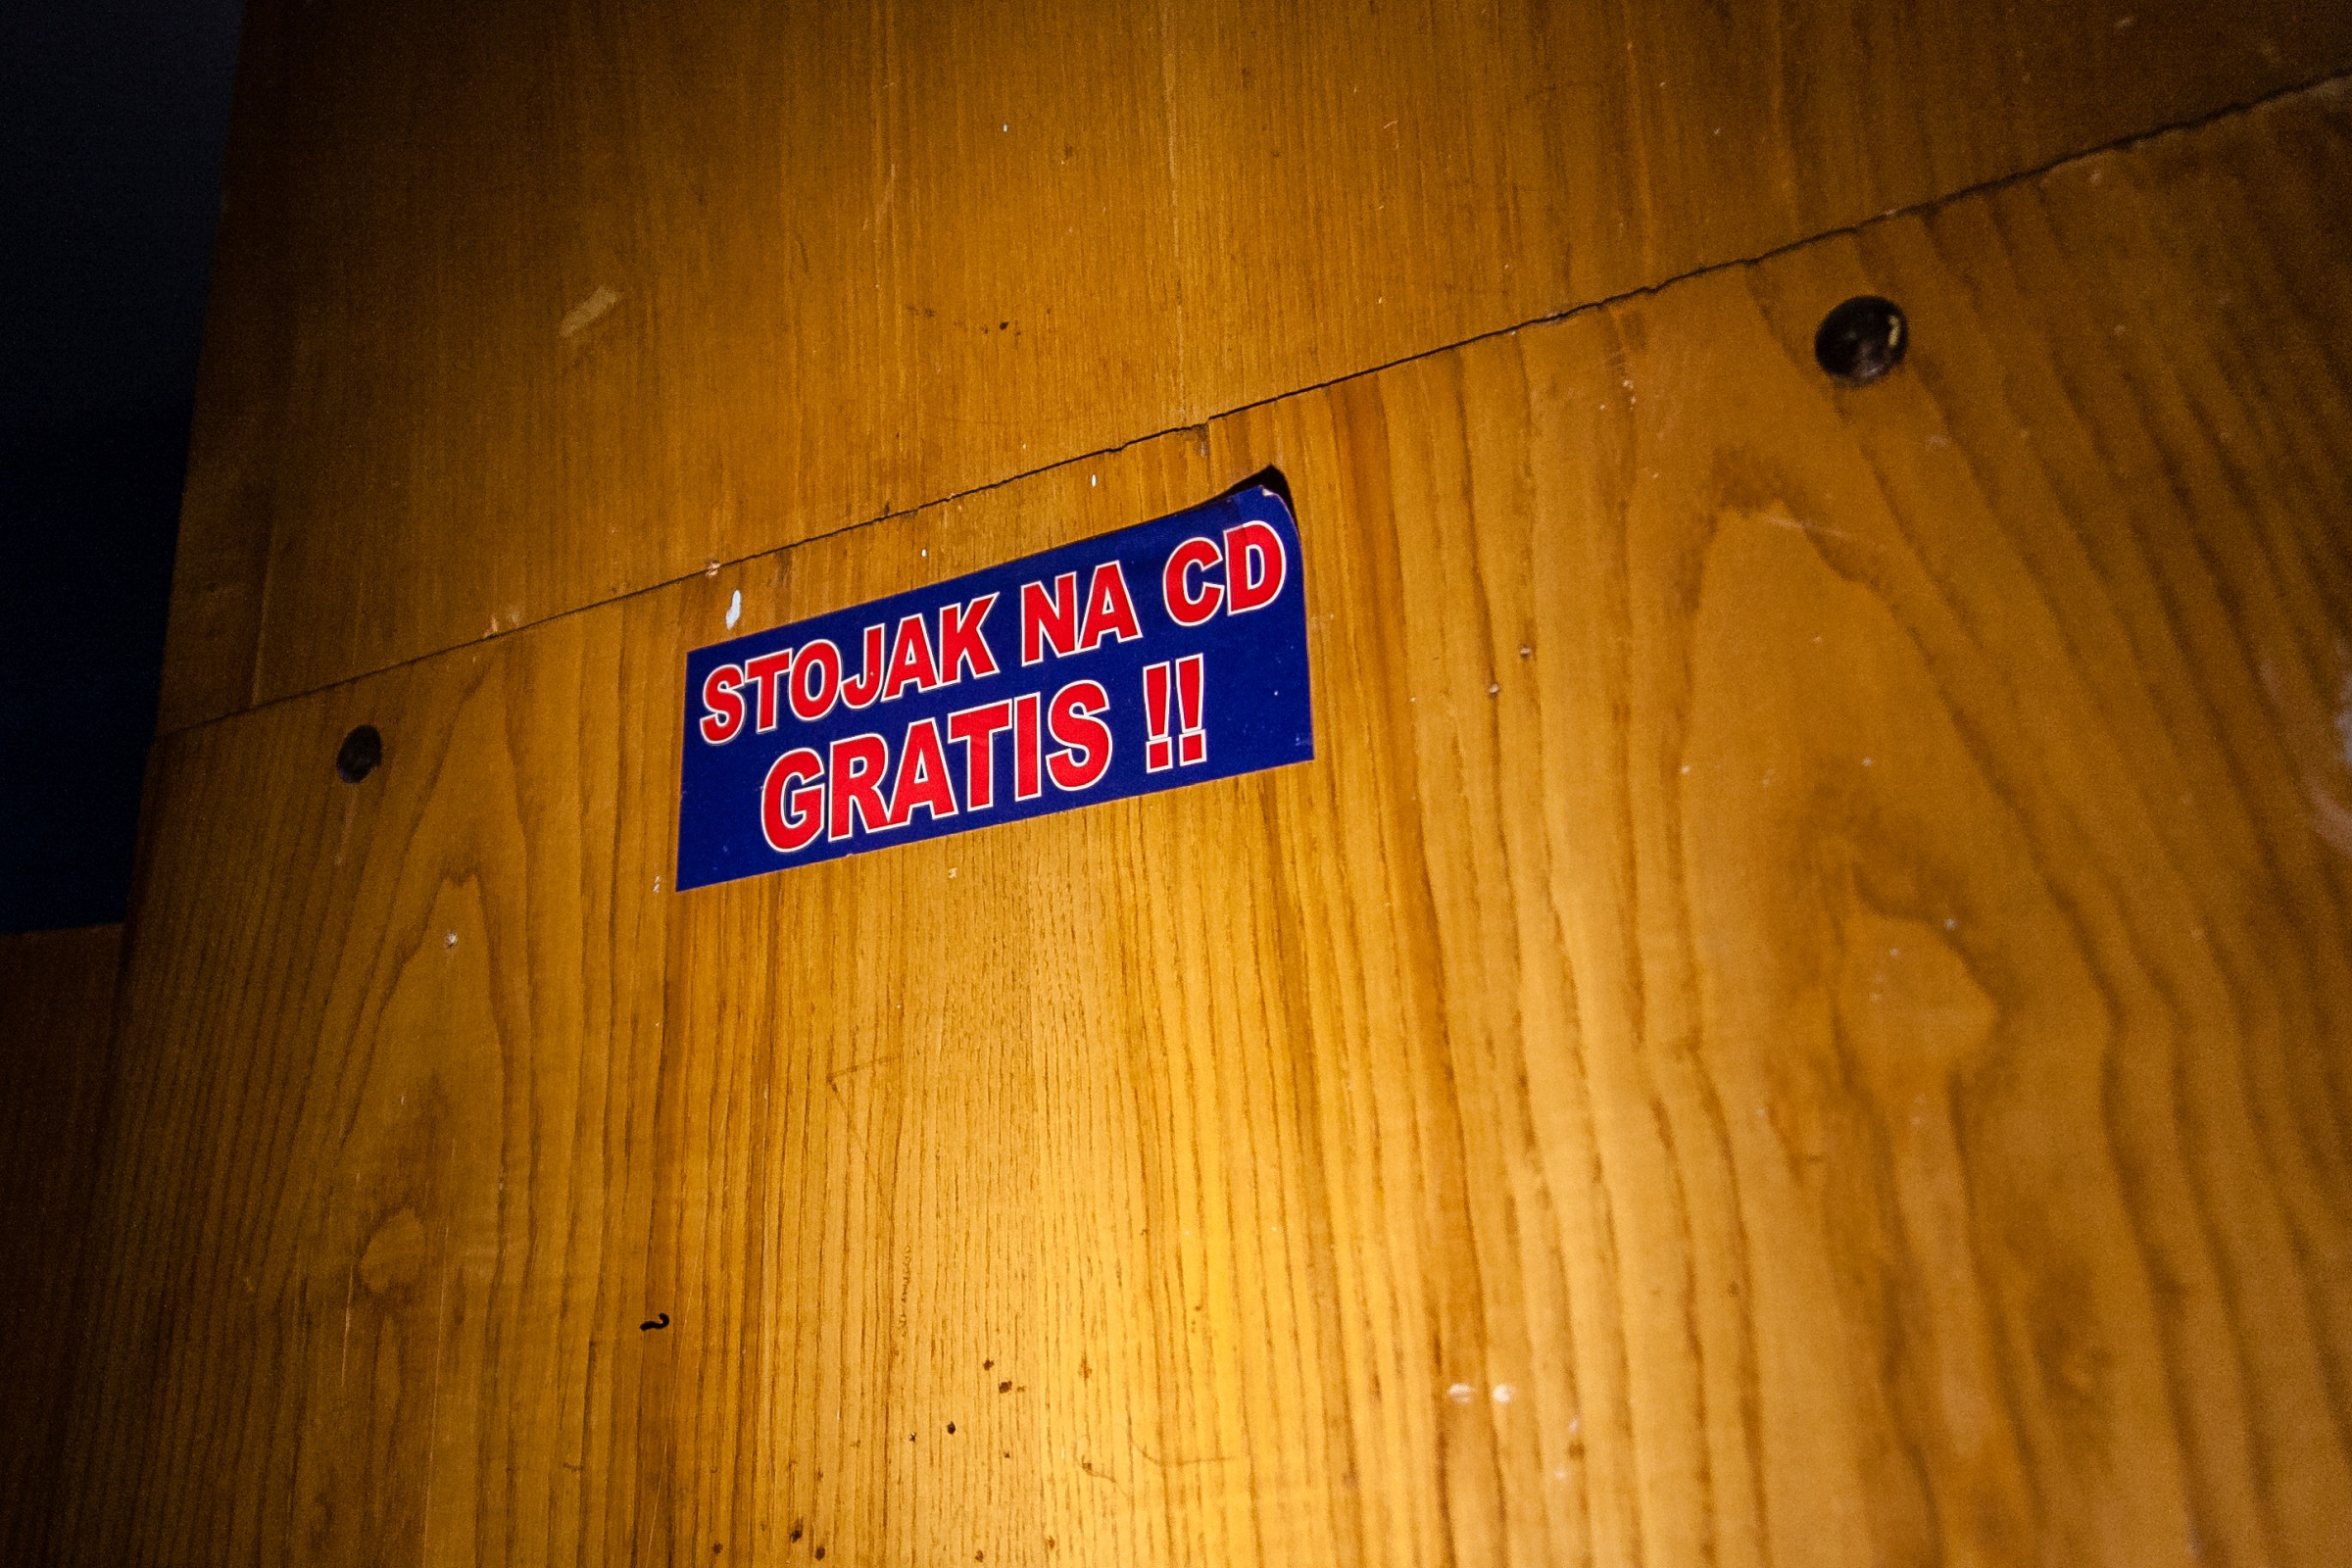 STOJAK NA CD
GRATIS !!